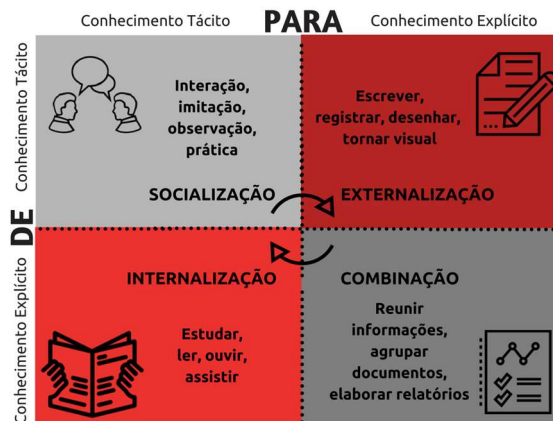 Conhecimento Tácito
PARA
Conhecimento Explícito
DE
Conhecimento Tácito
Interação,
imitação,
observação,
prática
SOCIALIZAÇÃO
Escrever,
registrar, desenhar,
tornar visual
EXTERNALIZAÇÃO
Conhecimento Explícito
INTERNALIZAÇÃO
Estudar,
ler, ouvir,
assistir
COMBINAÇÃO
Reunir
informações,
agrupar
documentos,
elaborar relatórios